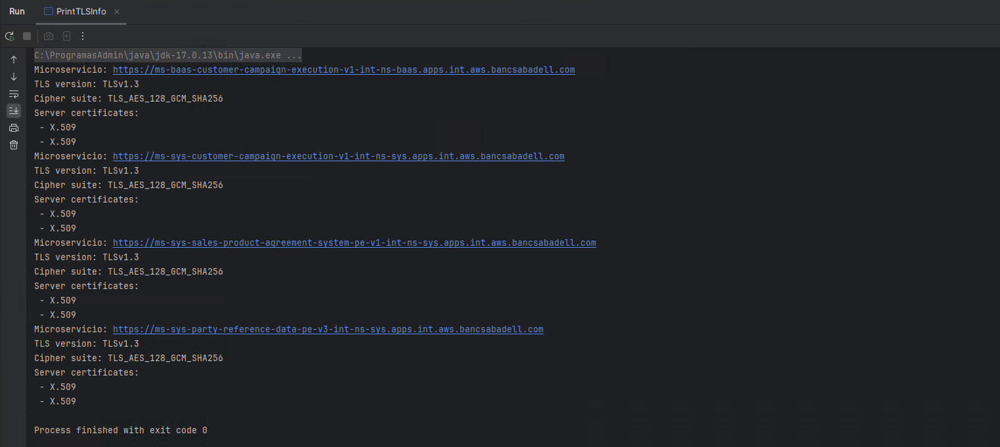 Run
PrintTLSInfo
C:\ProgramasAdmin\java\jdk-17.0.13\bin\java.exe ...
Microservicio: https://ms-baas-customer-campaign-execution-v1-int-ns-baas.apps.int.aws.bancsabadell.com
TLS version: TLSv1.3
Cipher suite: TLS_AES_128_GCM_SHA256
Server certificates:
 - X.509
 - X.509
Microservicio: https://ms-sys-customer-campaign-execution-v1-int-ns-sys.apps.int.aws.bancsabadell.com
TLS version: TLSv1.3
Cipher suite: TLS_AES_128_GCM_SHA256
Server certificates:
 - X.509
 - X.509
Microservicio: https://ms-sys-sales-product-agreement-system-pe-v1-int-ns-sys.apps.int.aws.bancsabadell.com
TLS version: TLSv1.3
Cipher suite: TLS_AES_128_GCM_SHA256
Server certificates:
 - X.509
 - X.509
Microservicio: https://ms-sys-party-reference-data-pe-v3-int-ns-sys.apps.int.aws.bancsabadell.com
TLS version: TLSv1.3
Cipher suite: TLS_AES_128_GCM_SHA256
Server certificates:
 - X.509
 - X.509
Process finished with exit code 0